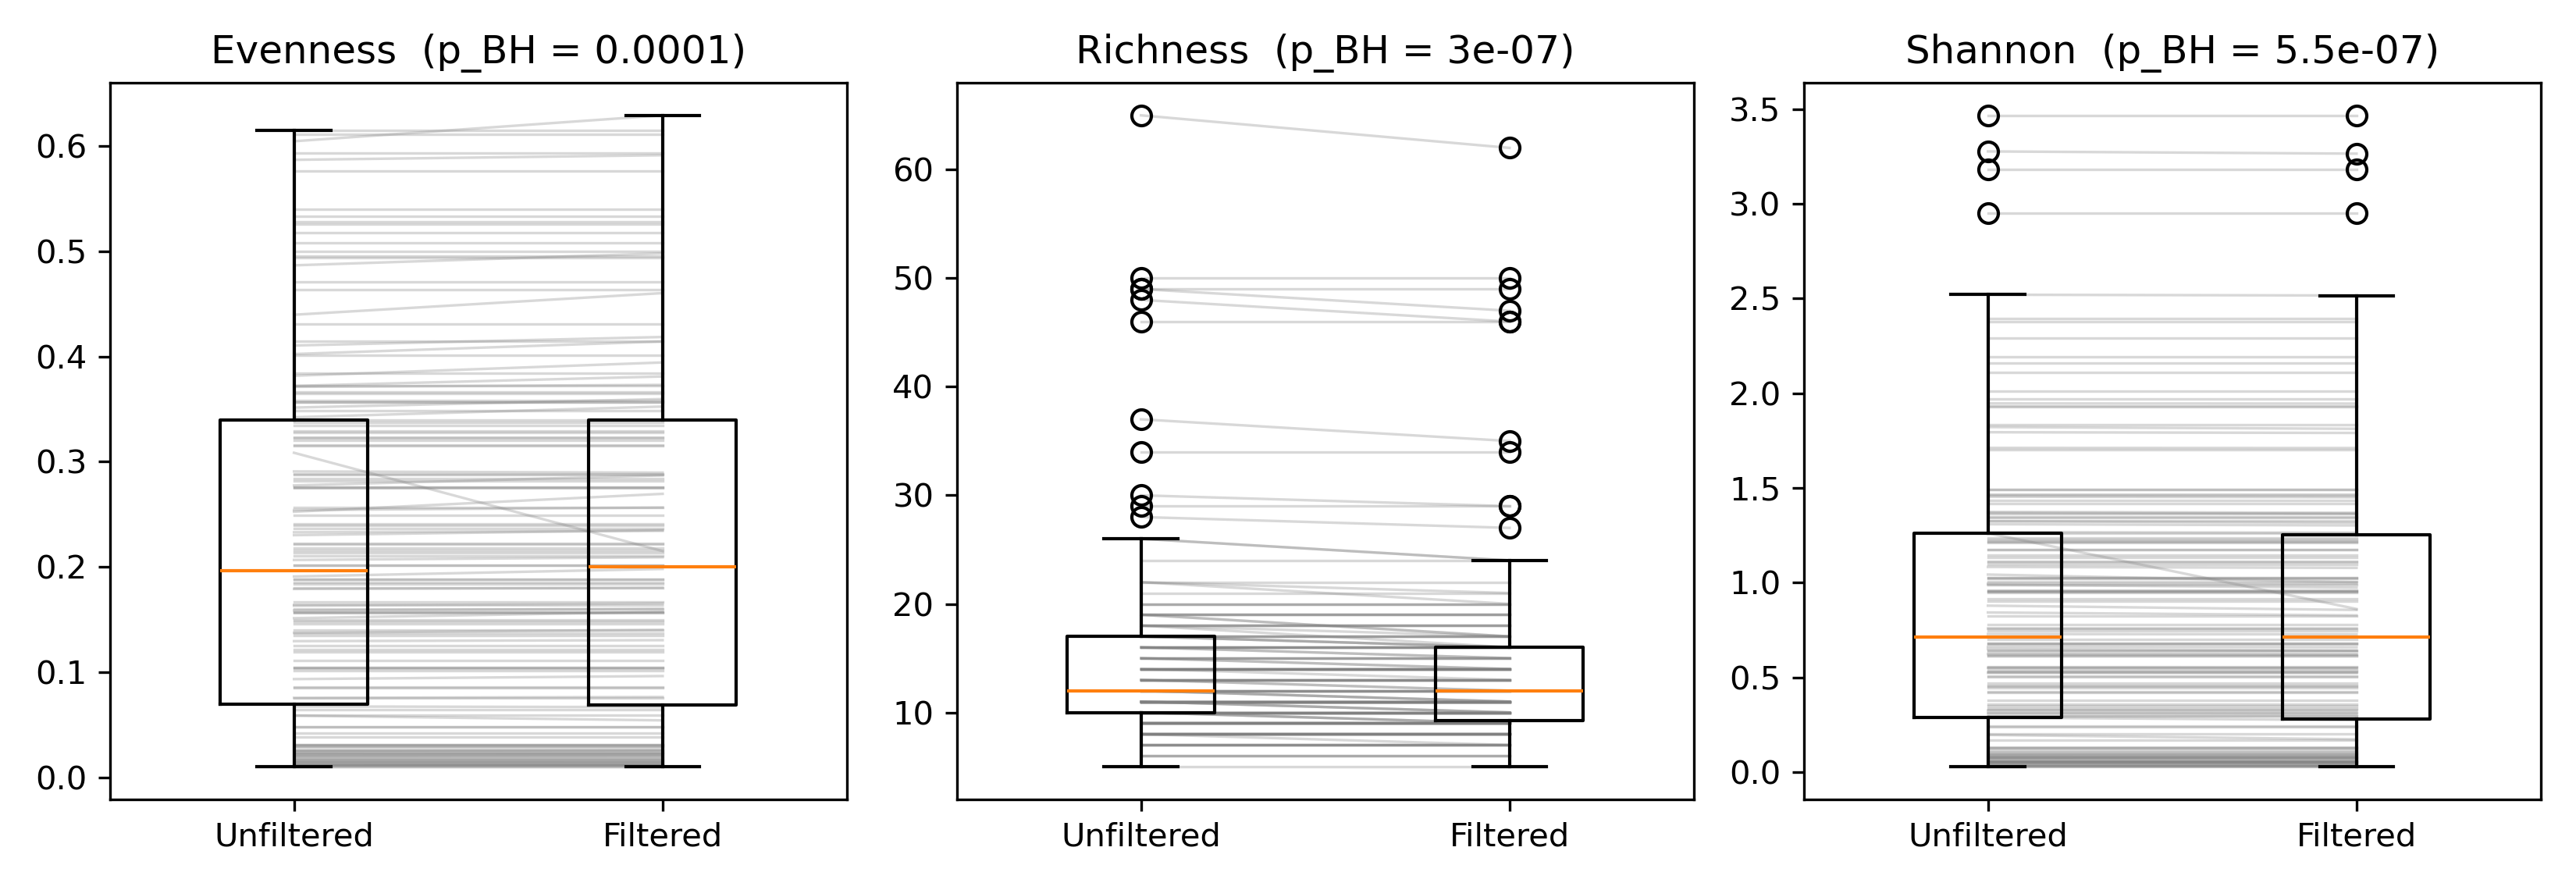 Evenness  (p_BH = 0.0001)
0.6
0.5
0.4
0.3
0.2
0.1
0.0
Unfiltered
Filtered
Richness  (p_BH = 3e-07)
60
50
40
30
20
10
Unfiltered
Filtered
Shannon  (p_BH = 5.5e-07)
3.5
3.0
2.5
2.0
1.5
1.0
0.5
0.0
Unfiltered
Filtered